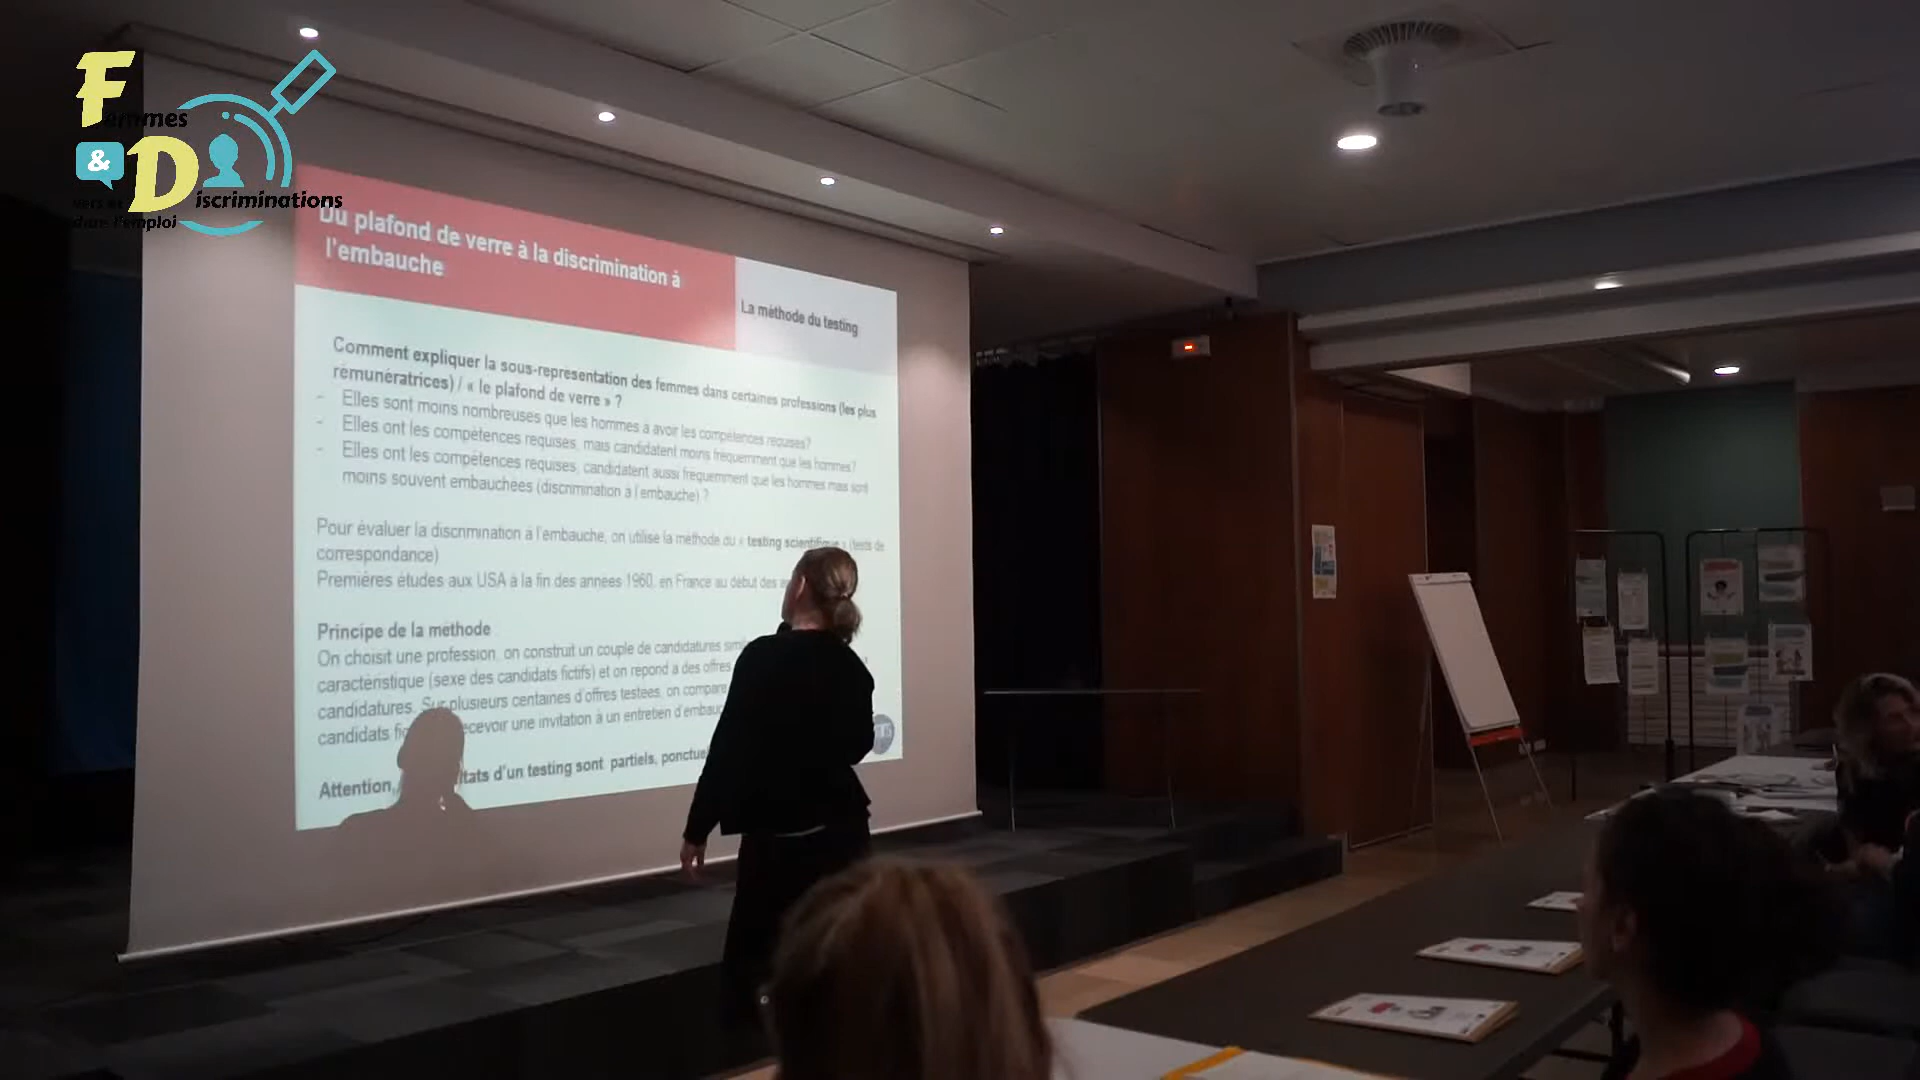 Femmes
& Discriminations
vers et
dans l'emploi
Du plafond de verre à la discrimination à
l'embauche
La méthode du testing
Comment expliquer la sous-representation des femmes dans certaines professions (les plus
rémunératrices) / « le plafond de verre » ?
- Elles sont moins nombreuses que les hommes à avoir les compétences requises?
- Elles ont les compétences requises, mais candidatent moins fréquemment que les hommes?
- Elles ont les compétences requises, candidatent aussi fréquemment que les hommes mais sont
moins souvent embauchées (discrimination à l'embauche) ?
Pour évaluer la discrimination à l'embauche, on utilise la méthode du « testing scientifique » (tests de
correspondance)
Premières études aux USA à la fin des années 1960, en France au début des
Principe de la méthode
On choisit une profession, on construit un couple de candidatures
caractéristique (sexe des candidats fictifs) et on repond a des offres
candidatures. Sur plusieurs centaines d'offres testées, on compare
candidats recevoir une invitation à un entretien
Attention, d'un testing sont partiels,